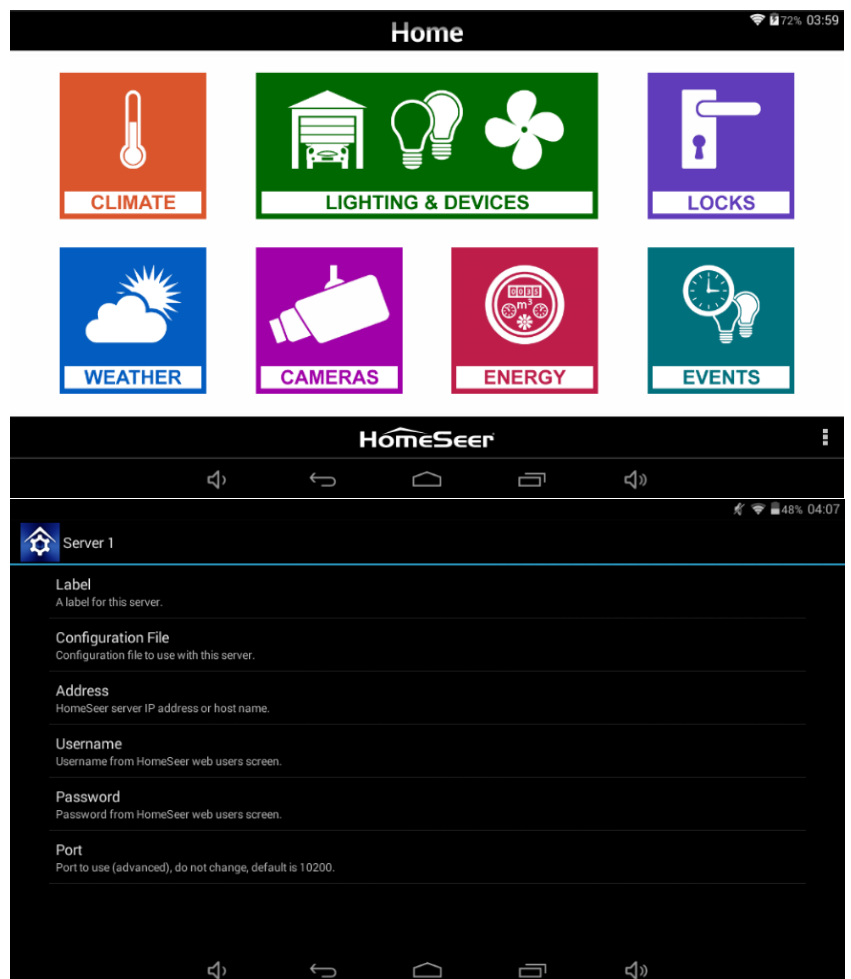 Home
72% 03:59
CLIMATE
LIGHTING & DEVICES
LOCKS
0035
m³
WEATHER
CAMERAS
ENERGY
EVENTS
HomeSeer
48% 04:07
Server 1
Label
A label for this server.
Configuration File
Configuration file to use with this server.
Address
HomeSeer server IP address or host name.
Username
Username from HomeSeer web users screen.
Password
Password from HomeSeer web users screen.
Port
Port to use (advanced), do not change, default is 10200.